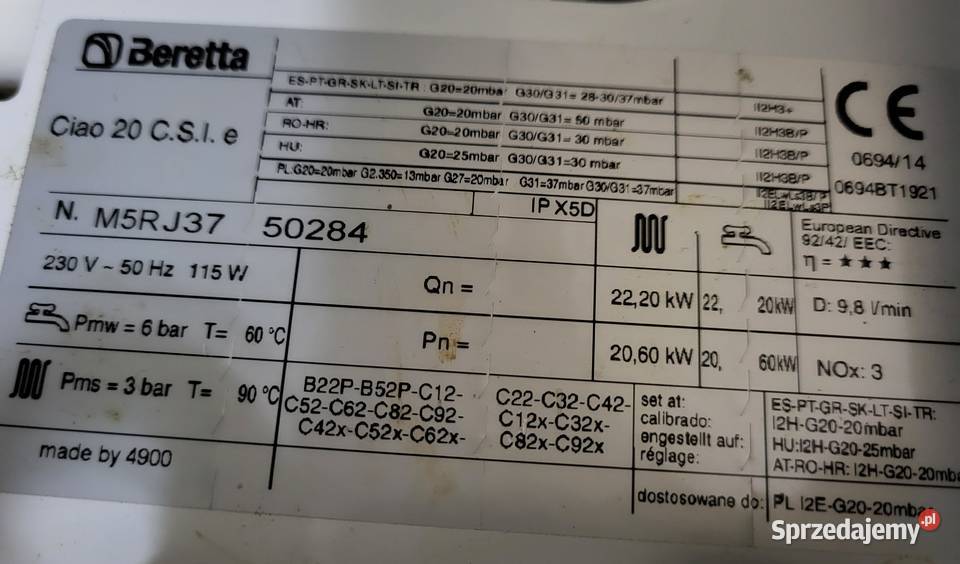 Beretta
Ciao 20 C.S.I. e
ES-PT-GR-SK-LT-SI-TR: G20=20mbar G30/G31= 28-30/37mbar II2H3+
AT: G20=20mbar G30/G31= 50 mbar II2H3B/P
RO-HR: G20=20mbar G30/G31= 30 mbar II2H3B/P
HU: G20=25mbar G30/G31=30 mbar II2H3B/P
PL:G20=20mbar G2.350=13mbar G27=20mbar G31=37mbar G30/G31=37mbar
CE
0694/14
0694BT1921
IP X5D
N. M5RJ37 50284
European Directive
92/42/ EEC:
η = ★ ★ ★
230 V ~ 50 Hz 115 W
Qn = 22,20 kW 22, 20kW D: 9,8 l/min
Pmw = 6 bar T= 60 °C
Pn = 20,60 kW 20, 60kW NOx: 3
Pms = 3 bar T= 90 °C
B22P-B52P-C12- C22-C32-C42-
C52-C62-C82-C92- C12x-C32x-
C42x-C52x-C62x- C82x-C92x
set at:
calibrado:
engestellt auf:
réglage:
ES-PT-GR-SK-LT-SI-TR:
I2H-G20-20mbar
HU:I2H-G20-25mbar
AT-RO-HR: I2H-G20-20mba
made by 4900
dostosowane do: PL I2E-G20-20mbar
Sprzedajemy.pl